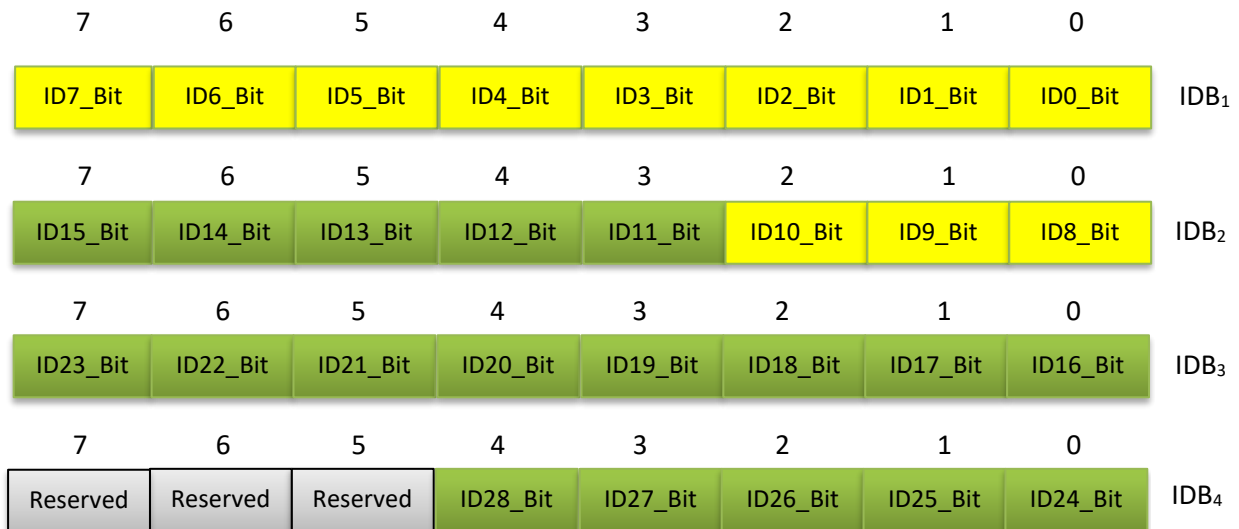 7 6 5 4 3 2 1 0
ID7_Bit ID6_Bit ID5_Bit ID4_Bit ID3_Bit ID2_Bit ID1_Bit ID0_Bit IDB₁
7 6 5 4 3 2 1 0
ID15_Bit ID14_Bit ID13_Bit ID12_Bit ID11_Bit ID10_Bit ID9_Bit ID8_Bit IDB₂
7 6 5 4 3 2 1 0
ID23_Bit ID22_Bit ID21_Bit ID20_Bit ID19_Bit ID18_Bit ID17_Bit ID16_Bit IDB₃
7 6 5 4 3 2 1 0
Reserved Reserved Reserved ID28_Bit ID27_Bit ID26_Bit ID25_Bit ID24_Bit IDB₄